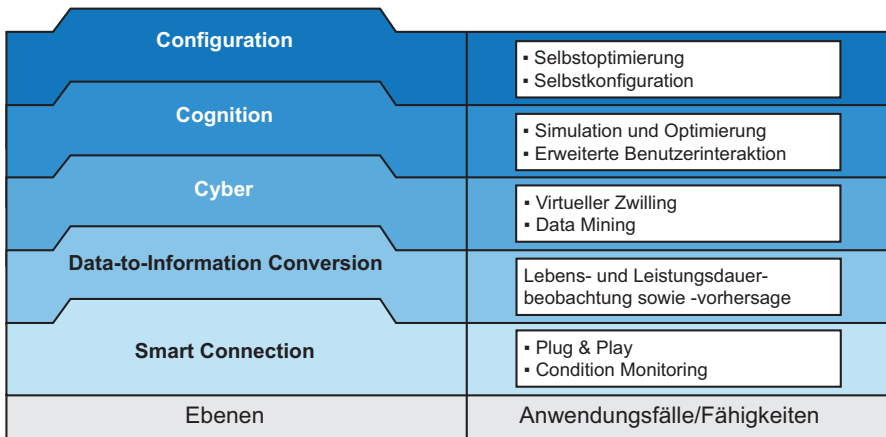 Configuration
▪ Selbstoptimierung
▪ Selbstkonfiguration
Cognition
▪ Simulation und Optimierung
▪ Erweiterte Benutzerinteraktion
Cyber
▪ Virtueller Zwilling
▪ Data Mining
Data-to-Information Conversion
Lebens- und Leistungsdauer-
beobachtung sowie -vorhersage
Smart Connection
▪ Plug & Play
▪ Condition Monitoring
Ebenen
Anwendungsfälle/Fähigkeiten